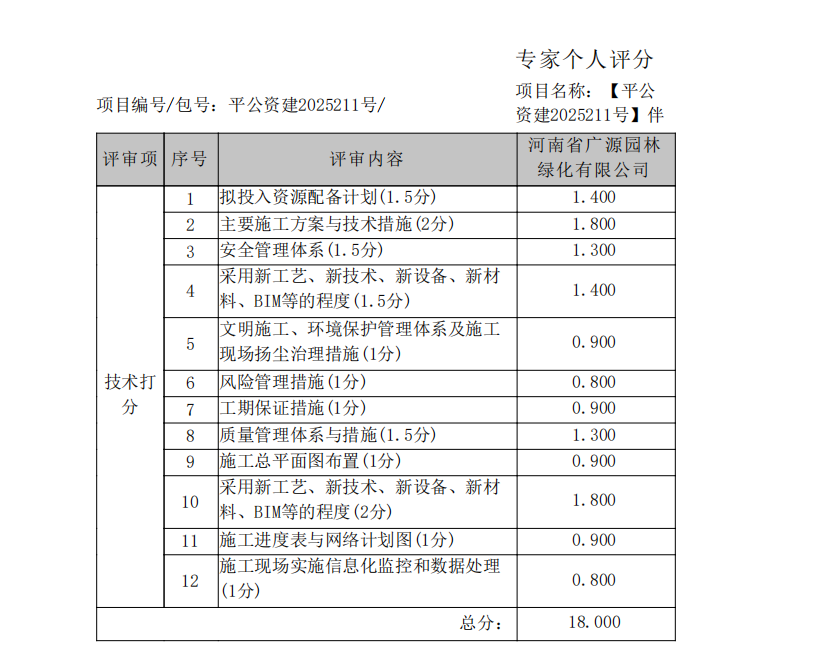 专家个人评分
项目编号/包号：平公资建2025211号/
项目名称：【平公
资建2025211号】伴
评审项 序号 评审内容 河南省广源园林
绿化有限公司
技术打
分
1 拟投入资源配备计划(1.5分) 1.400
2 主要施工方案与技术措施(2分) 1.800
3 安全管理体系(1.5分) 1.300
4 采用新工艺、新技术、新设备、新材
料、BIM等的程度(1.5分) 1.400
5 文明施工、环境保护管理体系及施工
现场扬尘治理措施(1分) 0.900
6 风险管理措施(1分) 0.800
7 工期保证措施(1分) 0.900
8 质量管理体系与措施(1.5分) 1.300
9 施工总平面图布置(1分) 0.900
10 采用新工艺、新技术、新设备、新材
料、BIM等的程度(2分) 1.800
11 施工进度表与网络计划图(1分) 0.900
12 施工现场实施信息化监控和数据处理
(1分) 0.800
总分： 18.000